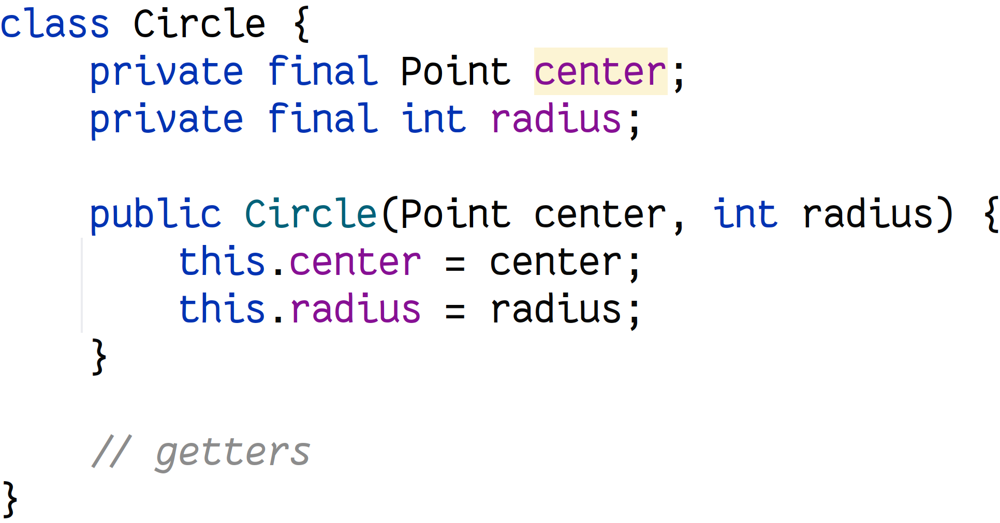 class Circle {
    private final Point center;
    private final int radius;

    public Circle(Point center, int radius) {
        this.center = center;
        this.radius = radius;
    }

    // getters
}